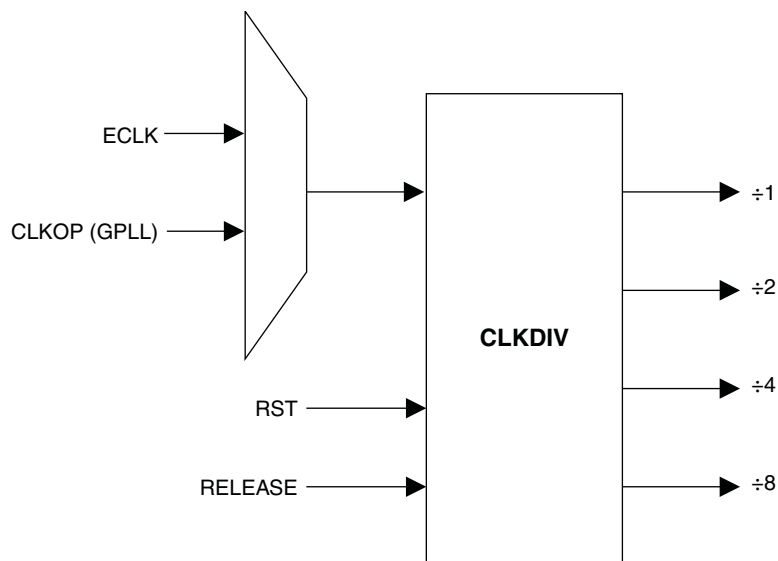 ECLK
CLKOP (GPLL)
RST
RELEASE
CLKDIV
÷1
÷2
÷4
÷8